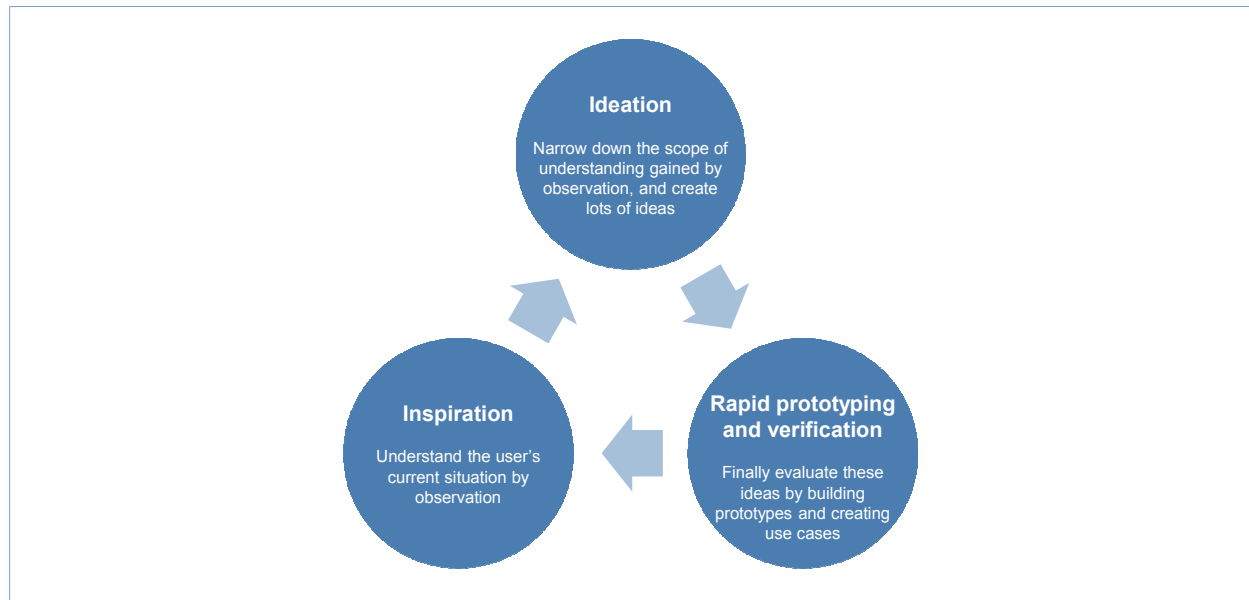 Ideation
Narrow down the scope of
understanding gained by
observation, and create
lots of ideas
Inspiration
Understand the user’s
current situation by
observation
Rapid prototyping
and verification
Finally evaluate these
ideas by building
prototypes and creating
use cases